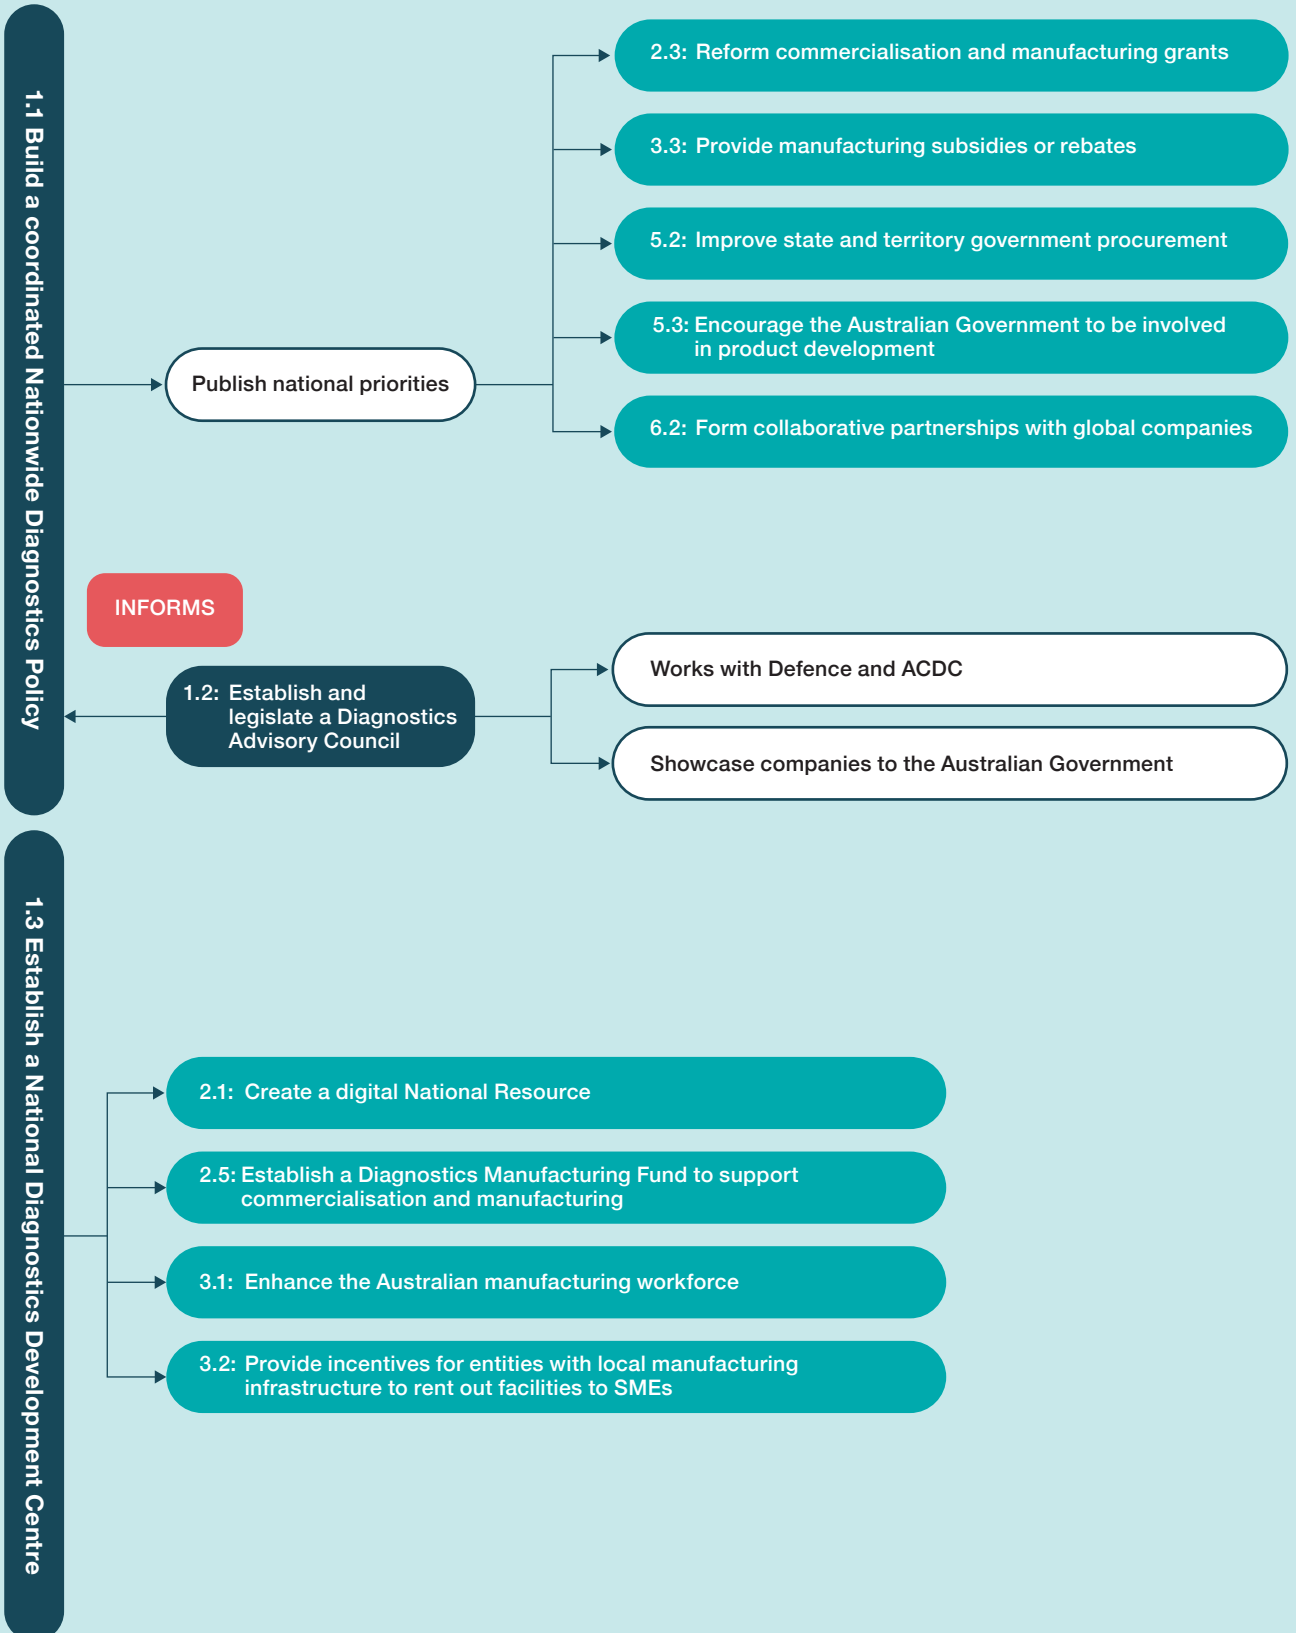 1.1 Build a coordinated Nationwide Diagnostics Policy
2.3: Reform commercialisation and manufacturing grants
3.3: Provide manufacturing subsidies or rebates
5.2: Improve state and territory government procurement
5.3: Encourage the Australian Government to be involved
in product development
Publish national priorities
6.2: Form collaborative partnerships with global companies
INFORMS
1.2: Establish and
legislate a Diagnostics
Advisory Council
Works with Defence and ACDC
Showcase companies to the Australian Government
1.3 Establish a National Diagnostics Development Centre
2.1: Create a digital National Resource
2.5: Establish a Diagnostics Manufacturing Fund to support
commercialisation and manufacturing
3.1: Enhance the Australian manufacturing workforce
3.2: Provide incentives for entities with local manufacturing
infrastructure to rent out facilities to SMEs